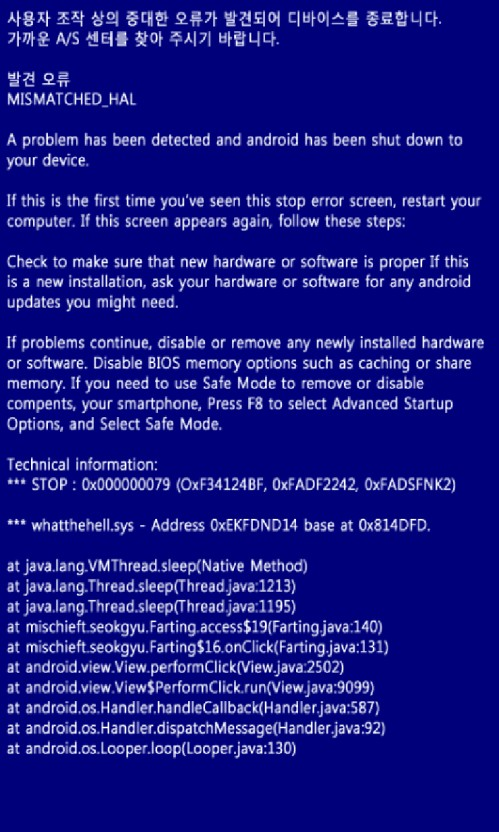 사용자 조작 상의 중대한 오류가 발견되어 디바이스를 종료합니다.
가까운 A/S 센터를 찾아 주시기 바랍니다.
발견 오류
MISMATCHED_HAL
A problem has been detected and android has been shut down to
your device.
If this is the first time you've seen this stop error screen, restart your
computer. If this screen appears again, follow these steps:
Check to make sure that new hardware or software is proper If this
is a new installation, ask your hardware or software for any android
updates you might need.
If problems continue, disable or remove any newly installed hardware
or software. Disable BIOS memory options such as caching or share
memory. If you need to use Safe Mode to remove or disable
compents, your smartphone, Press F8 to select Advanced Startup
Options, and Select Safe Mode.
Technical information:
*** STOP : 0x000000079 (OxF34124BF, 0xFADF2242, 0xFADSFNK2)
*** whatthehell.sys - Address 0xEKFDND14 base at 0x814DFD.
at java.lang.VMThread.sleep(Native Method)
at java.lang.Thread.sleep(Thread.java:1213)
at java.lang.Thread.sleep(Thread.java:1195)
at mischieft.seokgyu.Farting.access$19(Farting.java:140)
at mischieft.seokgyu.Farting$16.onClick(Farting.java:131)
at android.view.View.performClick(View.java:2502)
at android.view.View$PerformClick.run(View.java:9099)
at android.os.Handler.handleCallback(Handler.java:587)
at android.os.Handler.dispatchMessage(Handler.java:92)
at android.os.Looper.loop(Looper.java:130)